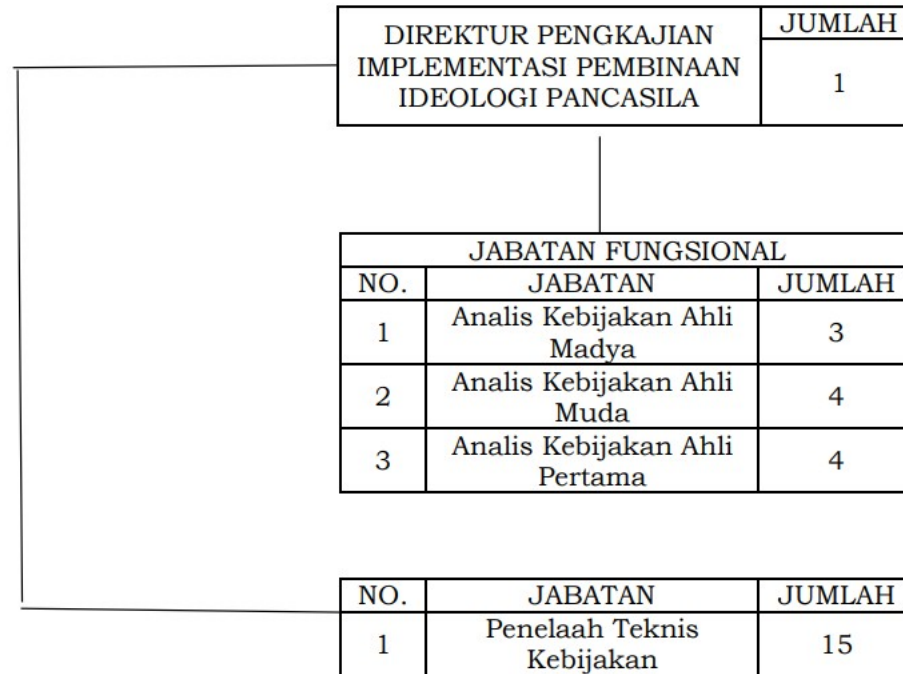 DIREKTUR PENGKAJIAN
IMPLEMENTASI PEMBINAAN
IDEOLOGI PANCASILA
JUMLAH
1
JABATAN FUNGSIONAL
NO. JABATAN JUMLAH
1 Analis Kebijakan Ahli
Madya 3
2 Analis Kebijakan Ahli
Muda 4
3 Analis Kebijakan Ahli
Pertama 4
NO. JABATAN JUMLAH
1 Penelaah Teknis
Kebijakan 15